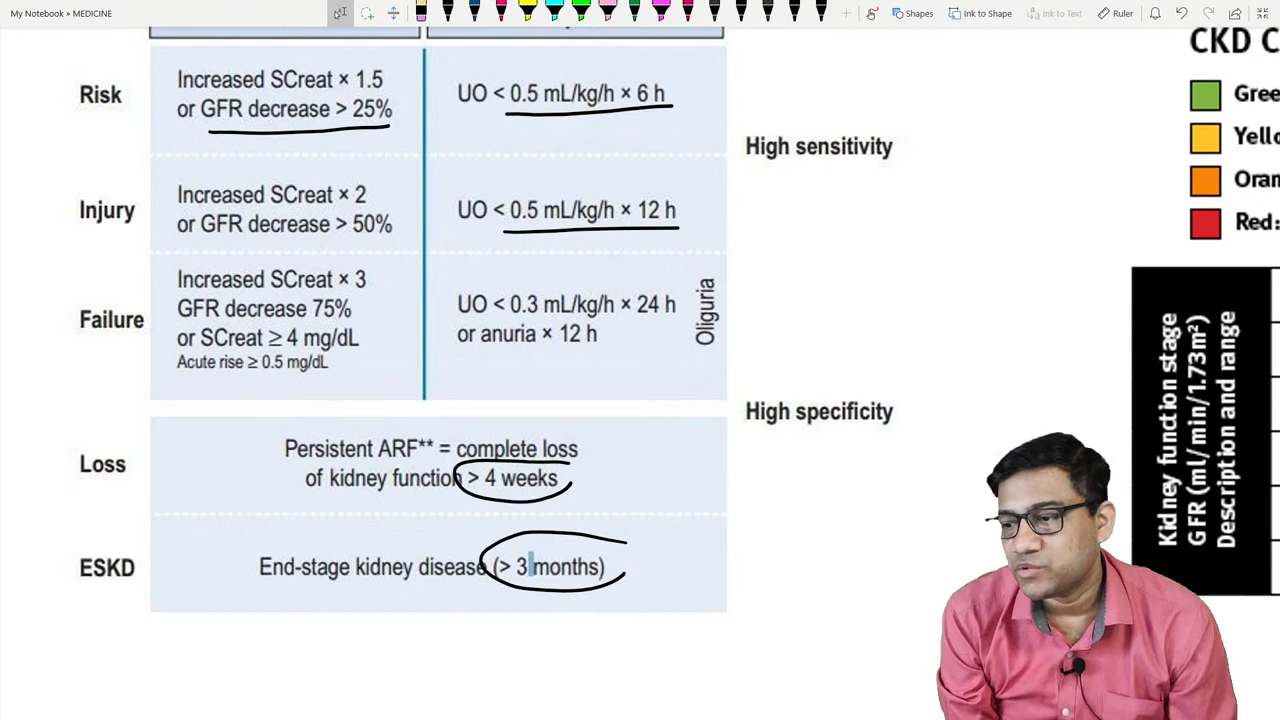 My Notebook » MEDICINE
Shapes
Ink to Shape
Ink to Text
Ruler
Risk
Increased SCreat × 1.5
or GFR decrease > 25%
UO < 0.5 mL/kg/h × 6 h
High sensitivity
Injury
Increased SCreat × 2
or GFR decrease > 50%
UO < 0.5 mL/kg/h × 12 h
Failure
Increased SCreat × 3
GFR decrease 75%
or SCreat ≥ 4 mg/dL
Acute rise ≥ 0.5 mg/dL
UO < 0.3 mL/kg/h × 24 h
or anuria × 12 h
Oliguria
High specificity
Loss
Persistent ARF** = complete loss
of kidney function > 4 weeks
ESKD
End-stage kidney disease (> 3 months)
CKD C
Gree
Yello
Oran
Red:
Kidney function stage
GFR (ml/min/1.73m²)
Description and range